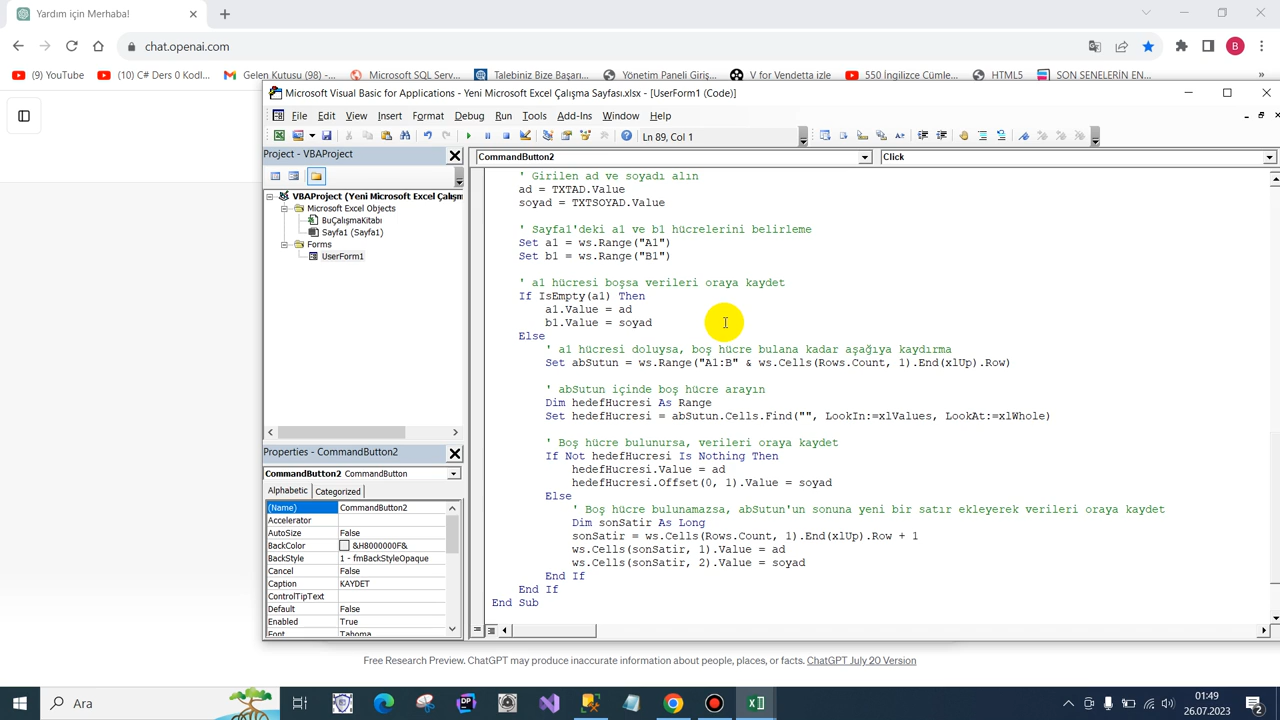 Yardım için Merhaba!
chat.openai.com
B
(9) YouTube
(10) C# Ders 0 Kodl...
Gelen Kutusu (98) -...
Microsoft SQL Serv...
Talebiniz Bize Başarı...
Yönetim Paneli Giriş...
V for Vendetta izle
550 İngilizce Cümle...
HTML5
SON SENELERİN EN...
Microsoft Visual Basic for Applications - Yeni Microsoft Excel Çalışma Sayfası.xlsx - [UserForm1 (Code)]
File Edit View Insert Format Debug Run Tools Add-Ins Window Help
Ln 89, Col 1
Project - VBAProject
CommandButton2
Click
VBAProject (Yeni Microsoft Excel Çalışm
Microsoft Excel Objects
BuÇalışmaKitabı
Sayfa1 (Sayfa1)
Forms
UserForm1
' Girilen ad ve soyadı alın
ad = TXTAD.Value
soyad = TXTSOYAD.Value
' Sayfa1'deki a1 ve b1 hücrelerini belirleme
Set a1 = ws.Range("A1")
Set b1 = ws.Range("B1")
' a1 hücresi boşsa verileri oraya kaydet
If IsEmpty(a1) Then
a1.Value = ad
b1.Value = soyad
Else
' a1 hücresi doluysa, boş hücre bulana kadar aşağıya kaydırma
Set abSutun = ws.Range("A1:B" & ws.Cells(Rows.Count, 1).End(xlUp).Row)
' abSutun içinde boş hücre arayın
Dim hedefHucresi As Range
Set hedefHucresi = abSutun.Cells.Find("", LookIn:=xlValues, LookAt:=xlWhole)
' Boş hücre bulunursa, verileri oraya kaydet
If Not hedefHucresi Is Nothing Then
hedefHucresi.Value = ad
hedefHucresi.Offset(0, 1).Value = soyad
Else
' Boş hücre bulunamazsa, abSutun'un sonuna yeni bir satır ekleyerek verileri oraya kaydet
Dim sonSatir As Long
sonSatir = ws.Cells(Rows.Count, 1).End(xlUp).Row + 1
ws.Cells(sonSatir, 1).Value = ad
ws.Cells(sonSatir, 2).Value = soyad
End If
End If
End Sub
Properties - CommandButton2
CommandButton2 CommandButton
Alphabetic Categorized
(Name) CommandButton2
Accelerator
AutoSize False
BackColor &H8000000F&
BackStyle 1 - fmBackStyleOpaque
Cancel False
Caption KAYDET
ControlTipText
Default False
Enabled True
Font Tahoma
Free Research Preview. ChatGPT may produce inaccurate information about people, places, or facts. ChatGPT July 20 Version
Ara
DP
01:49
26.07.2023
2